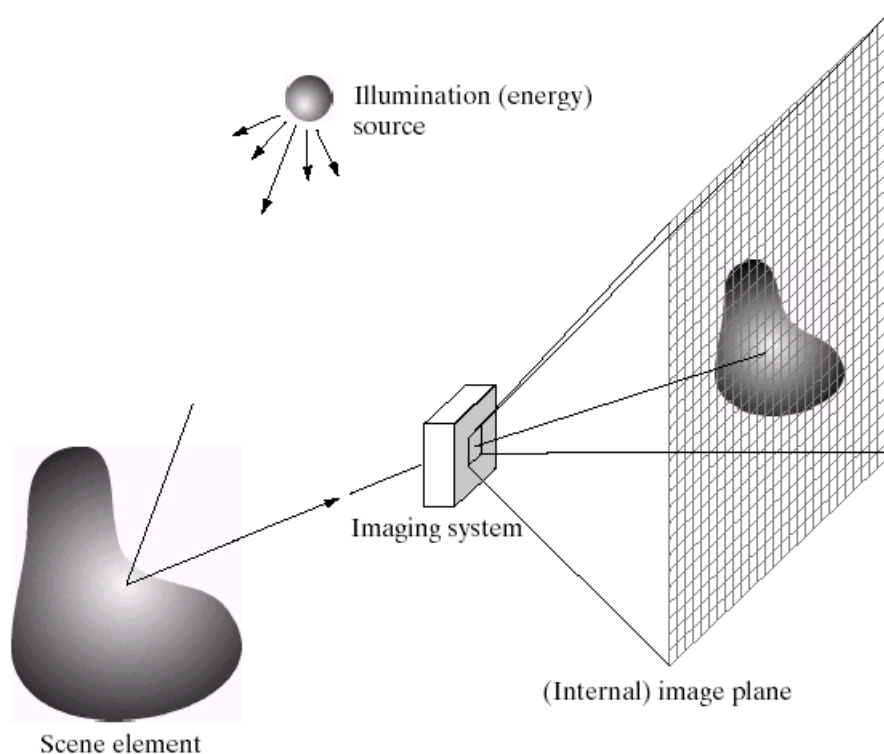 Illumination (energy)
source
Imaging system
(Internal) image plane
Scene element